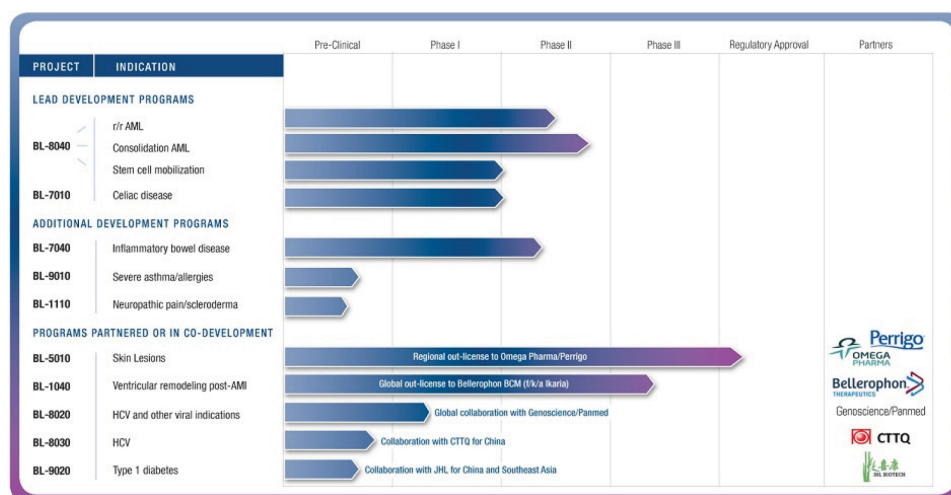 Pre-Clinical Phase I Phase II Phase III Regulatory Approval Partners
PROJECT INDICATION
LEAD DEVELOPMENT PROGRAMS
r/r AML
BL-8040 Consolidation AML
Stem cell mobilization
BL-7010 Celiac disease
ADDITIONAL DEVELOPMENT PROGRAMS
BL-7040 Inflammatory bowel disease
BL-9010 Severe asthma/allergies
BL-1110 Neuropathic pain/scleroderma
PROGRAMS PARTNERED OR IN CO-DEVELOPMENT
BL-5010 Skin Lesions Regional out-license to Omega Pharma/Perrigo Perrigo
OMEGA
PHARMA
BL-1040 Ventricular remodeling post-AMI Global out-license to Bellerophon BCM (f/k/a Ikaria) Bellerophon
THERAPEUTICS
BL-8020 HCV and other viral indications Global collaboration with Genoscience/Panmed Genoscience/Panmed
BL-8030 HCV Collaboration with CTTQ for China CTTQ
BL-9020 Type 1 diabetes Collaboration with JHL for China and Southeast Asia JHL BIOTECH